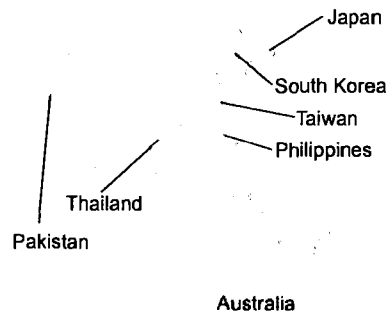 Japan
South Korea
Taiwan
Philippines
Thailand
Pakistan
Australia